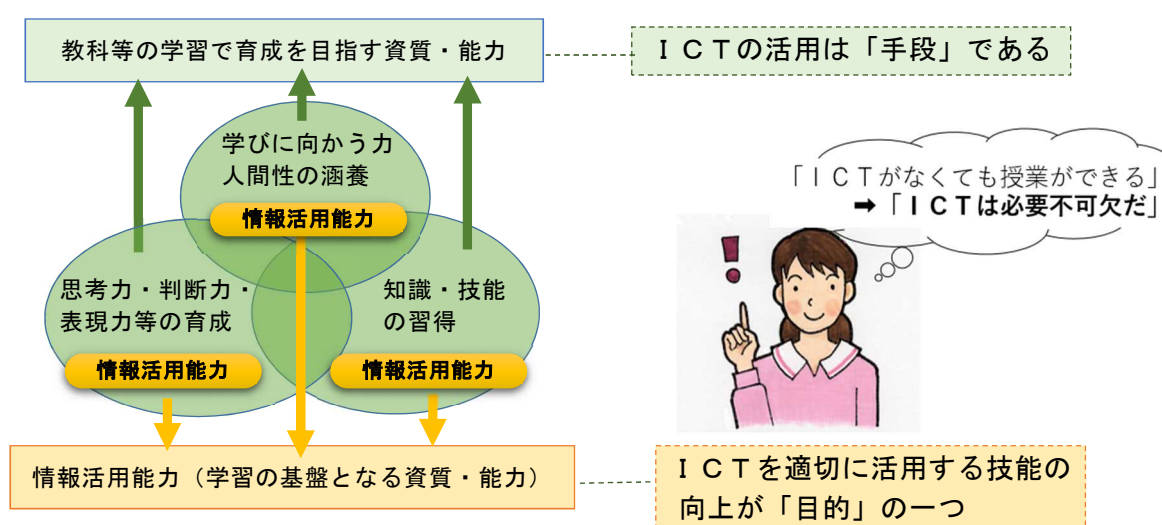 教科等の学習で育成を目指す資質・能力
ＩＣＴの活用は「手段」である
学びに向かう力
人間性の涵養
情報活用能力
「ＩＣＴがなくても授業ができる」
➡「ＩＣＴは必要不可欠だ」
思考力・判断力・
表現力等の育成
情報活用能力
知識・技能
の習得
情報活用能力
情報活用能力（学習の基盤となる資質・能力）
ＩＣＴを適切に活用する技能の
向上が「目的」の一つ